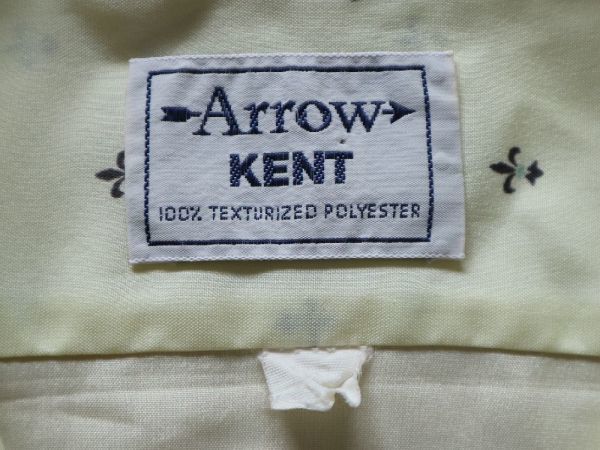 Arrow
KENT
100% TEXTURIZED POLYESTER